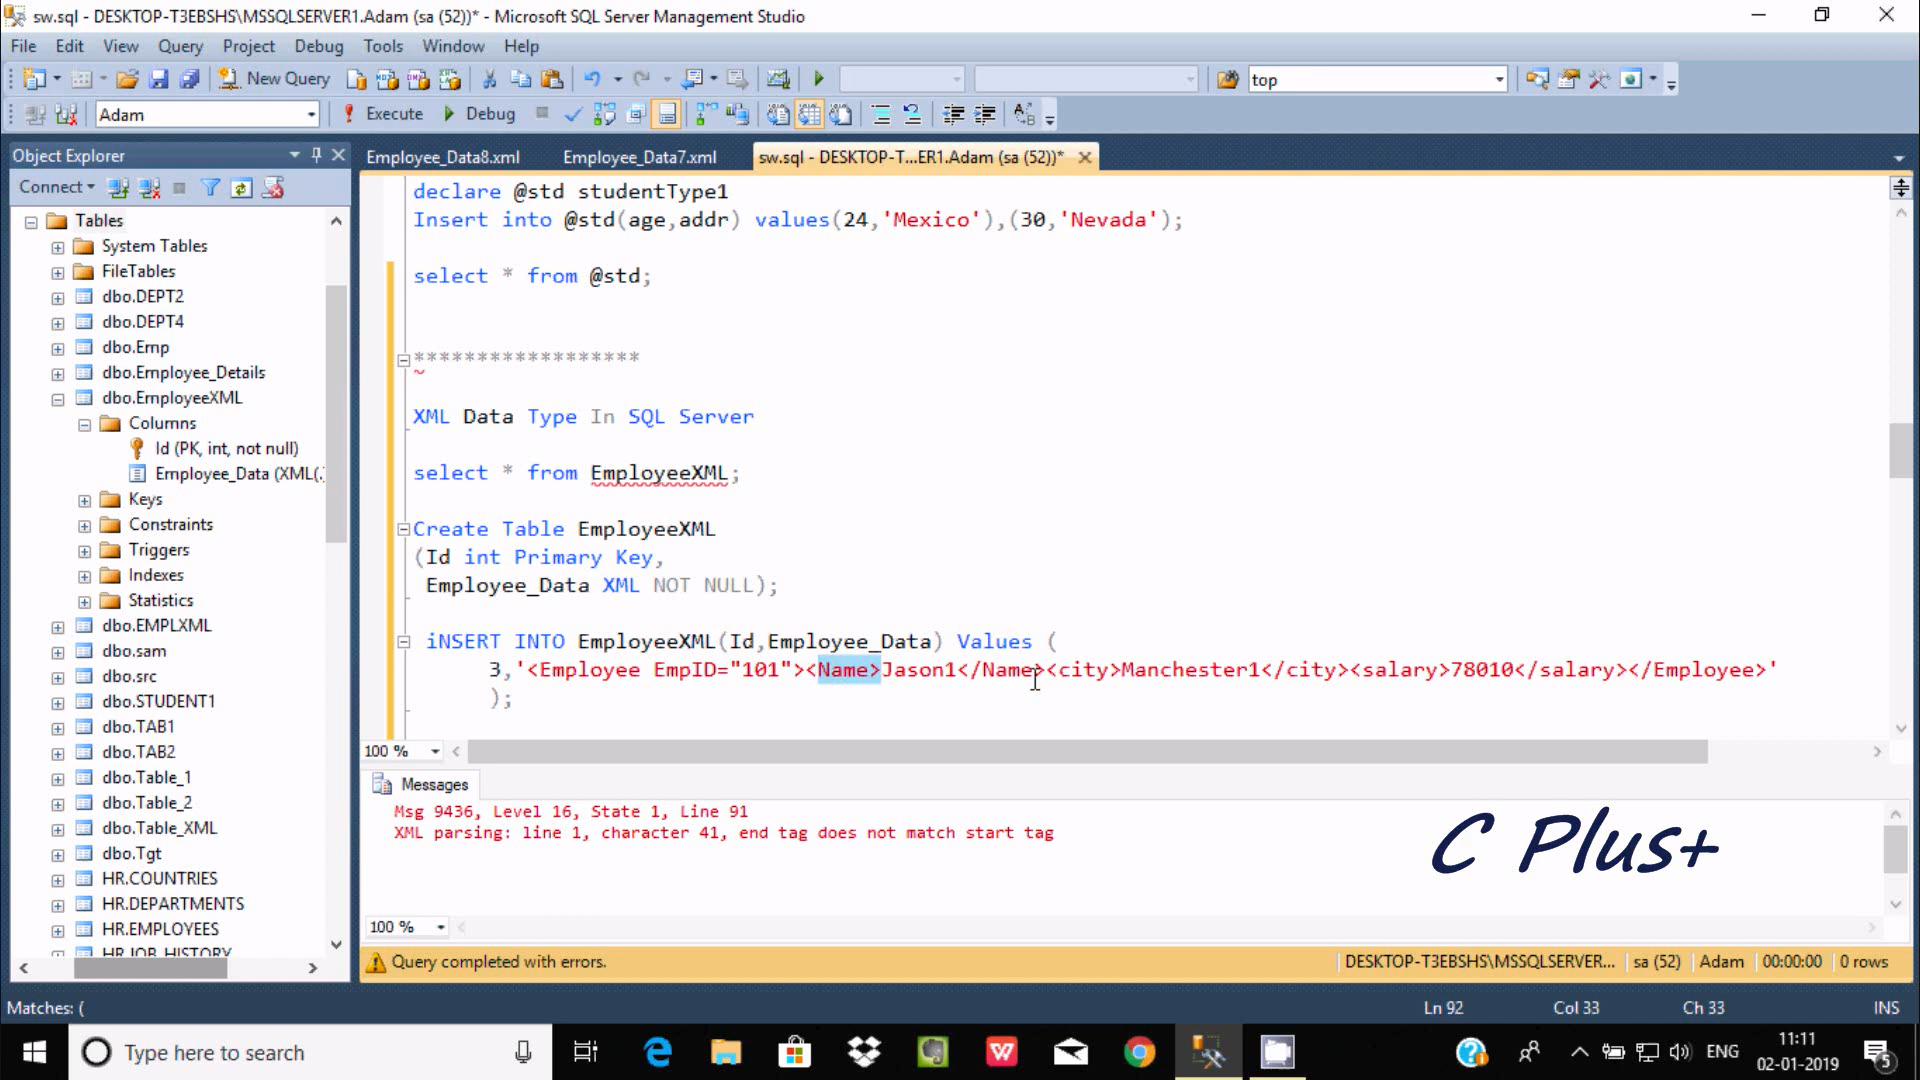 sw.sql - DESKTOP-T3EBSHS\MSSQLSERVER1.Adam (sa (52))* - Microsoft SQL Server Management Studio
File Edit View Query Project Debug Tools Window Help
New Query top
Adam Execute Debug
Object Explorer
Connect
Tables
System Tables
FileTables
dbo.DEPT2
dbo.DEPT4
dbo.Emp
dbo.Employee_Details
dbo.EmployeeXML
Columns
Id (PK, int, not null)
Employee_Data (XML(.)
Keys
Constraints
Triggers
Indexes
Statistics
dbo.EMPLXML
dbo.sam
dbo.src
dbo.STUDENT1
dbo.TAB1
dbo.TAB2
dbo.Table_1
dbo.Table_2
dbo.Table_XML
dbo.Tgt
HR.COUNTRIES
HR.DEPARTMENTS
HR.EMPLOYEES
HR.JOB_HISTORY
Employee_Data8.xml Employee_Data7.xml sw.sql - DESKTOP-T...ER1.Adam (sa (52))*
declare @std studentType1
Insert into @std(age,addr) values(24,'Mexico'),(30,'Nevada');
select * from @std;
******************
XML Data Type In SQL Server
select * from EmployeeXML;
Create Table EmployeeXML
(Id int Primary Key,
Employee_Data XML NOT NULL);
iNSERT INTO EmployeeXML(Id,Employee_Data) Values (
3,'<Employee EmpID="101"><Name>Jason1</Name><city>Manchester1</city><salary>78010</salary></Employee>'
);
100 %
Messages
Msg 9436, Level 16, State 1, Line 91
XML parsing: line 1, character 41, end tag does not match start tag
C Plus+
100 %
Query completed with errors. DESKTOP-T3EBSHS\MSSQLSERVER... sa (52) Adam 00:00:00 0 rows
Matches: ( Ln 92 Col 33 Ch 33 INS
Type here to search ENG 11:11
02-01-2019 5